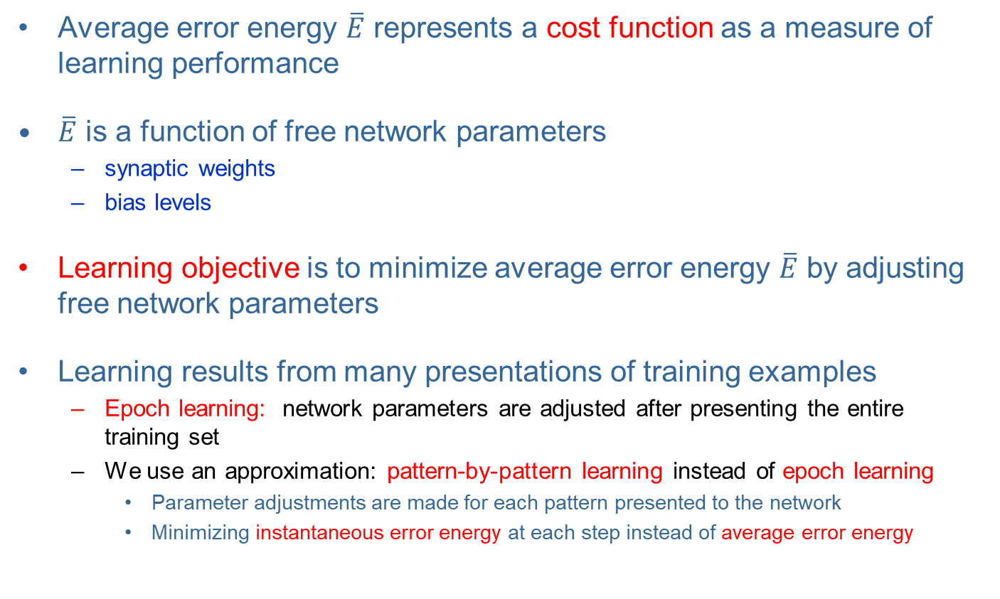 • Average error energy E̅ represents a cost function as a measure of
learning performance
• E̅ is a function of free network parameters
– synaptic weights
– bias levels
• Learning objective is to minimize average error energy E̅ by adjusting
free network parameters
• Learning results from many presentations of training examples
– Epoch learning: network parameters are adjusted after presenting the entire
training set
– We use an approximation: pattern-by-pattern learning instead of epoch learning
• Parameter adjustments are made for each pattern presented to the network
• Minimizing instantaneous error energy at each step instead of average error energy